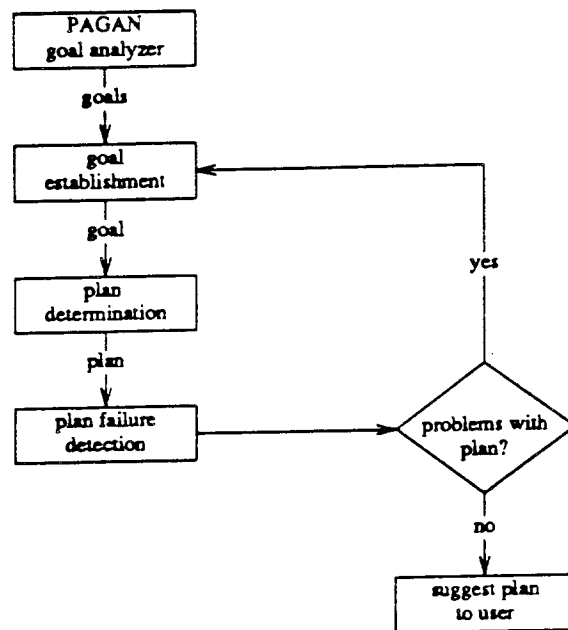 PAGAN
goal analyzer
goals
goal
establishment
goal
yes
plan
determination
plan
plan failure
detection
problems with
plan?
no
suggest plan
to user